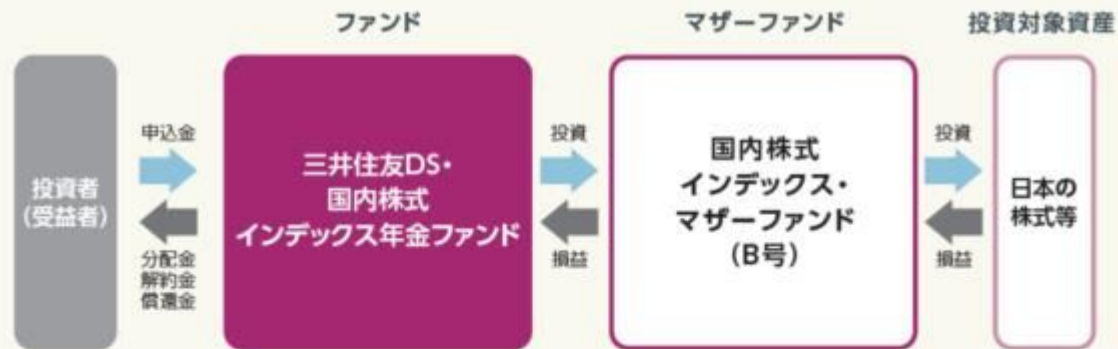 ファンド
マザーファンド
投資対象資産
投資者
(受益者)
申込金
分配金
解約金
償還金
三井住友DS・
国内株式
インデックス年金ファンド
投資
損益
国内株式
インデックス・
マザーファンド
(B号)
投資
損益
日本の
株式等